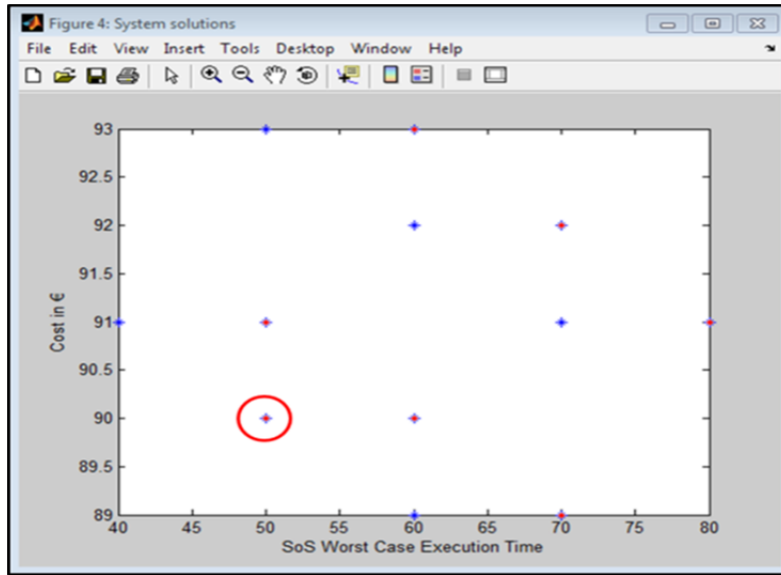 Figure 4: System solutions
File Edit View Insert Tools Desktop Window Help
93
92.5
92
91.5
91
90.5
90
89.5
89
Cost in €
40 45 50 55 60 65 70 75 80
SoS Worst Case Execution Time